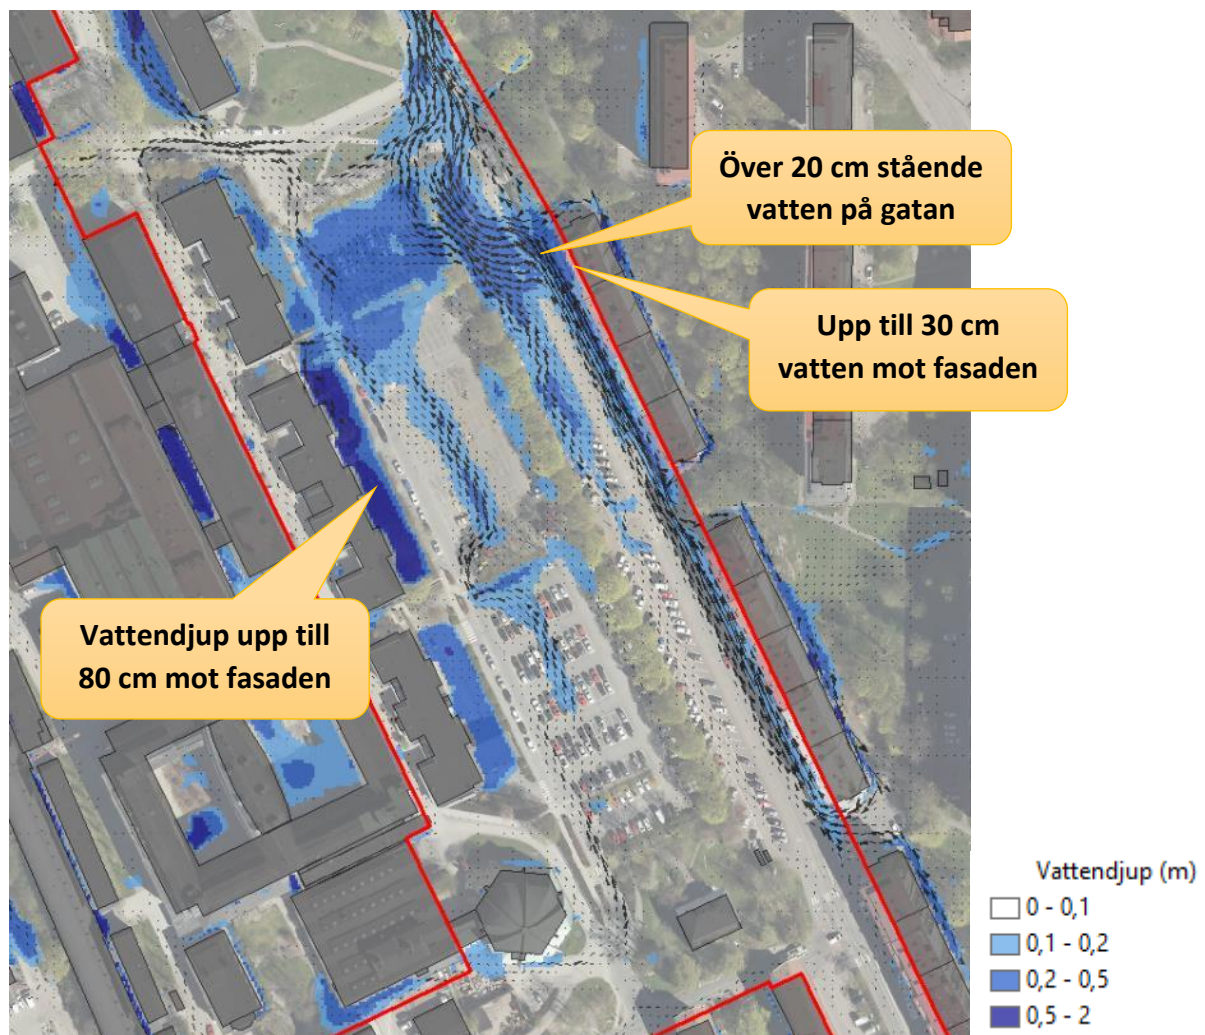 Över 20 cm stående
vatten på gatan
Upp till 30 cm
vatten mot fasaden
Vattendjup upp till
80 cm mot fasaden
Vattendjup (m)
0 - 0,1
0,1 - 0,2
0,2 - 0,5
0,5 - 2